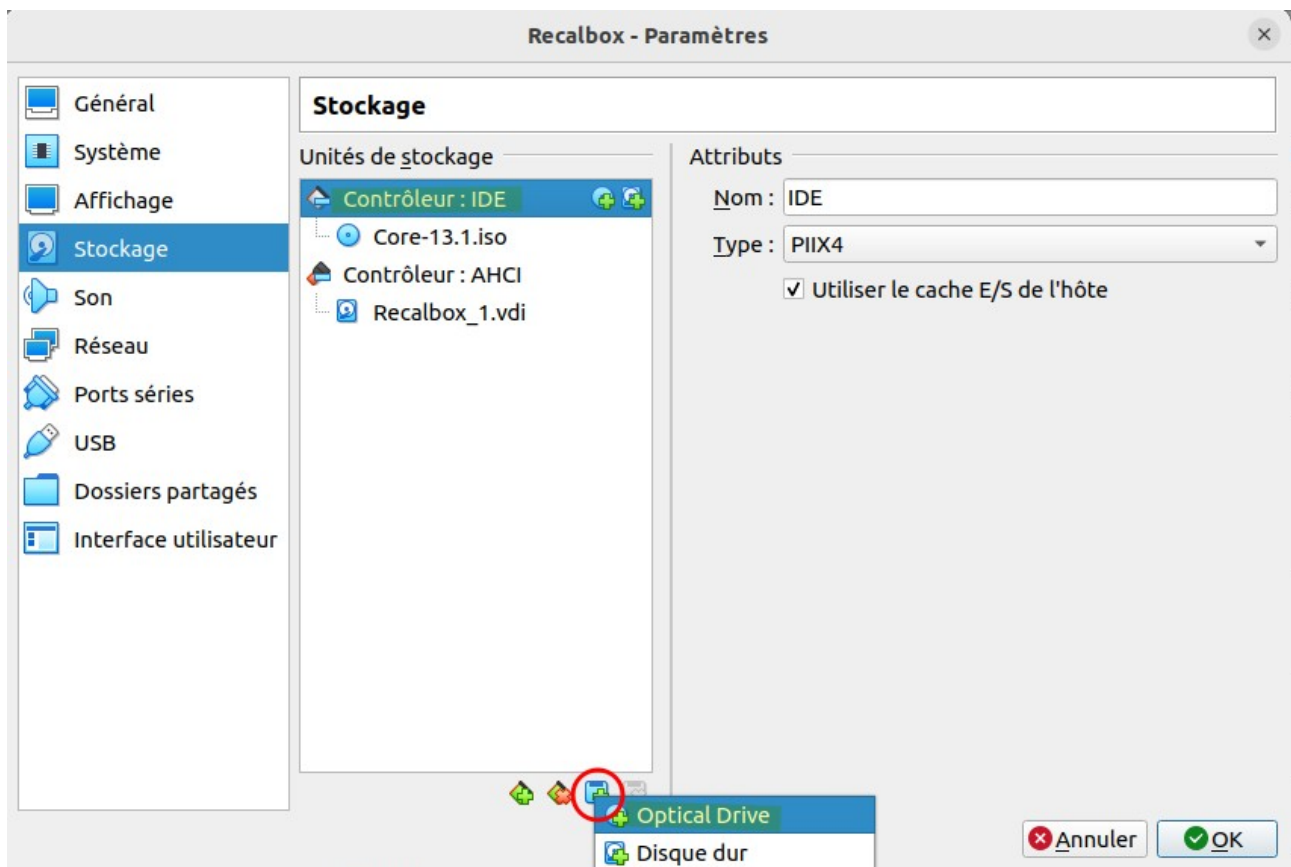 Recalbox - Paramètres
Général
Système
Affichage
Stockage
Son
Réseau
Ports séries
USB
Dossiers partagés
Interface utilisateur
Stockage
Unités de stockage
Contrôleur : IDE
Core-13.1.iso
Contrôleur : AHCI
Recalbox_1.vdi
Attributs
Nom : IDE
Type : PIIX4
Utiliser le cache E/S de l'hôte
Optical Drive
Disque dur
Annuler
OK